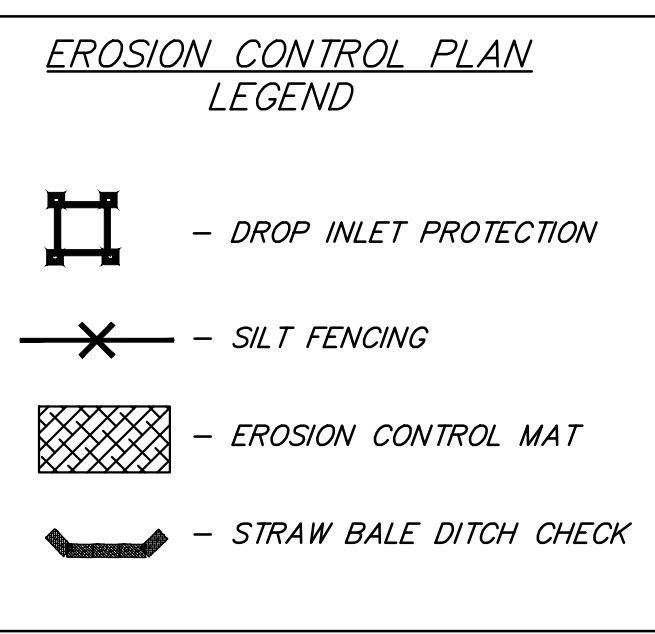 EROSION CONTROL PLAN
LEGEND
- DROP INLET PROTECTION
- SILT FENCING
- EROSION CONTROL MAT
- STRAW BALE DITCH CHECK